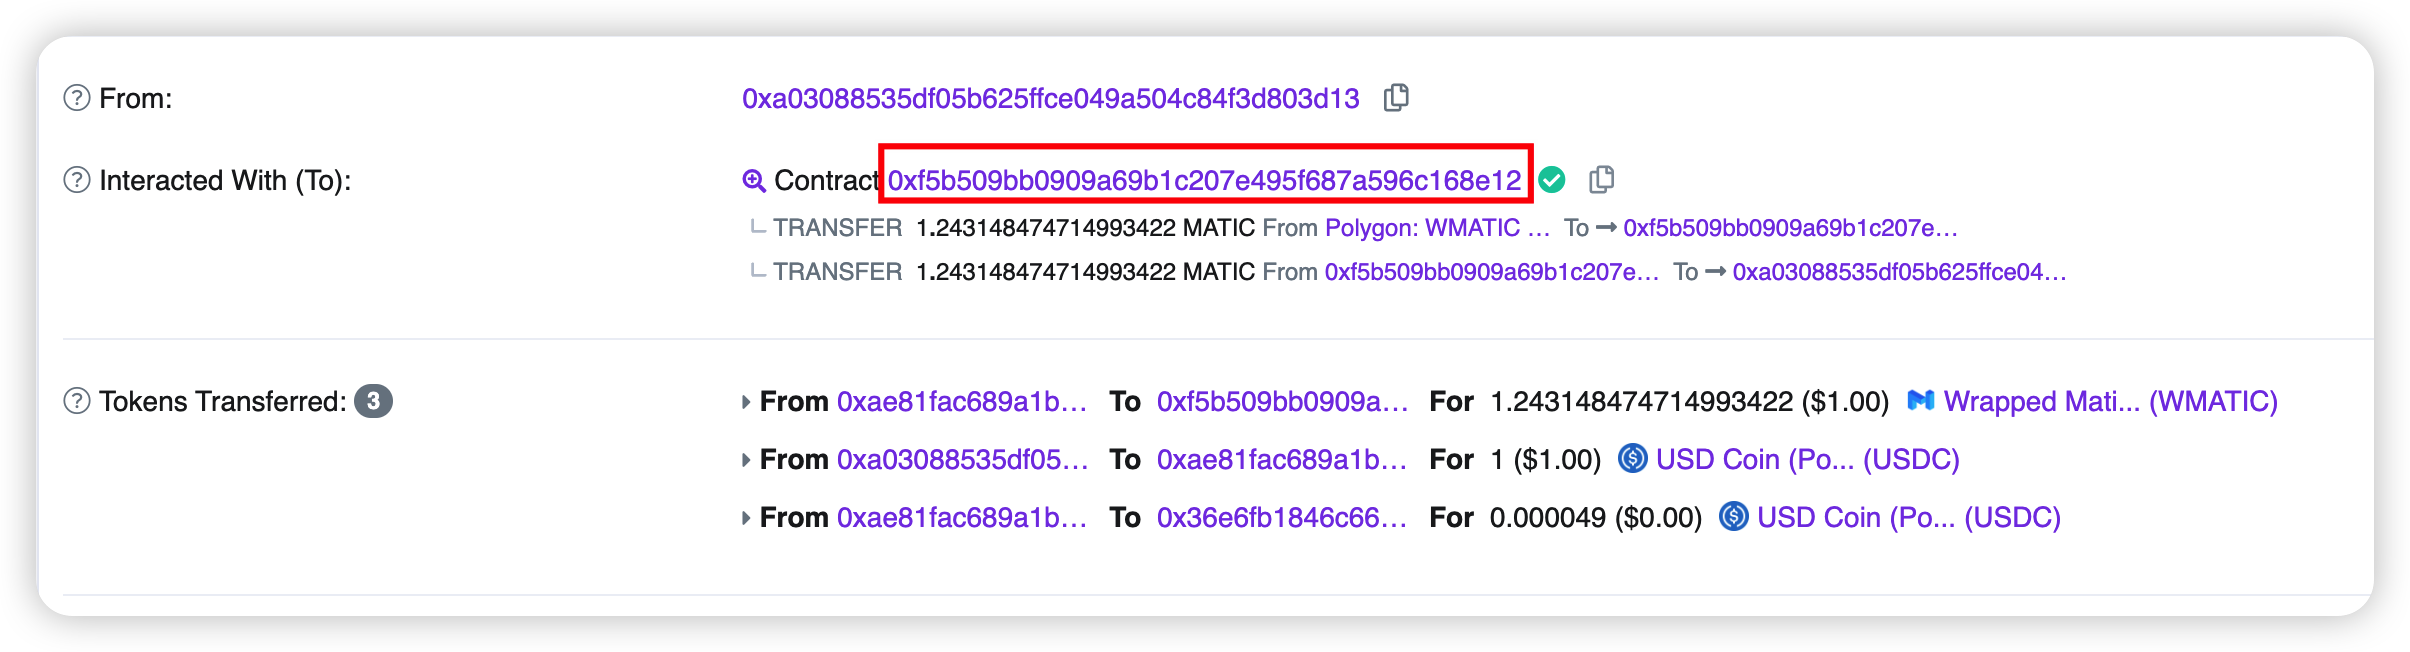 From: 0xa03088535df05b625ffce049a504c84f3d803d13
Interacted With (To): Contract 0xf5b509bb0909a69b1c207e495f687a596c168e12
TRANSFER 1.243148474714993422 MATIC From Polygon: WMATIC ... To → 0xf5b509bb0909a69b1c207e...
TRANSFER 1.243148474714993422 MATIC From 0xf5b509bb0909a69b1c207e... To → 0xa03088535df05b625ffce04...
Tokens Transferred: 3 From 0xae81fac689a1b... To 0xf5b509bb0909a... For 1.243148474714993422 ($1.00) Wrapped Mati... (WMATIC)
From 0xa03088535df05... To 0xae81fac689a1b... For 1 ($1.00) USD Coin (Po... (USDC)
From 0xae81fac689a1b... To 0x36e6fb1846c66... For 0.000049 ($0.00) USD Coin (Po... (USDC)